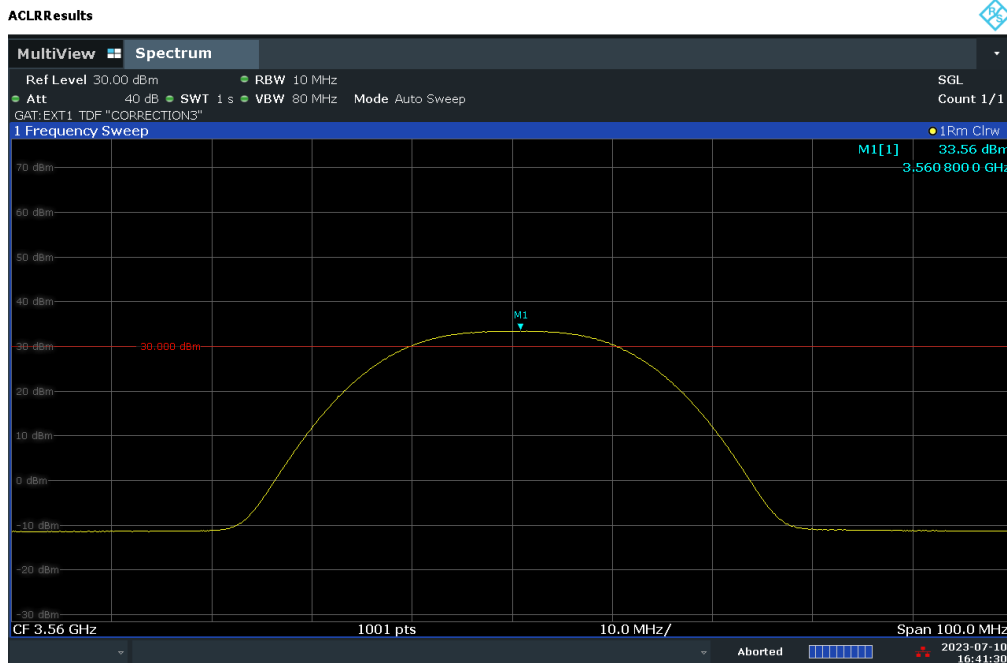 ACLRResults
R&S
MultiView Spectrum
Ref Level 30.00 dBm RBW 10 MHz SGL
Att 40 dB SWT 1 s VBW 80 MHz Mode Auto Sweep Count 1/1
GAT:EXT1 TDF "CORRECTION3"
1 Frequency Sweep 1Rm Clrw
M1[1] 33.56 dBm
3.560 800 0 GHz
70 dBm
60 dBm
50 dBm
40 dBm
M1
30 dBm 30.000 dBm
20 dBm
10 dBm
0 dBm
-10 dBm
-20 dBm
-30 dBm
CF 3.56 GHz 1001 pts 10.0 MHz/ Span 100.0 MHz
Aborted 2023-07-10
16:41:30